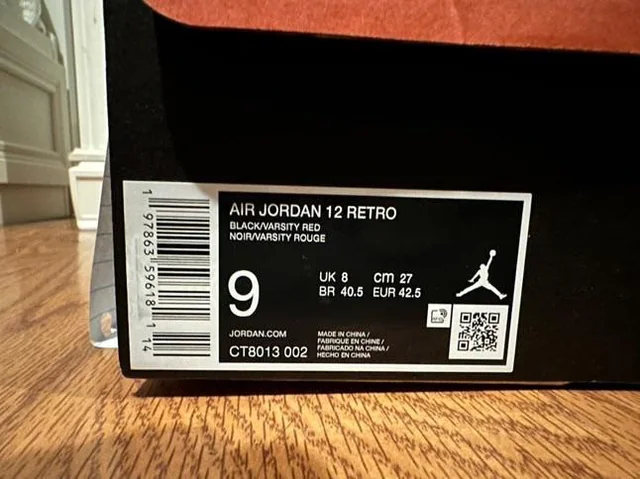 AIR JORDAN 12 RETRO
BLACK/VARSITY RED
NOIR/VARSITY ROUGE
9
UK 8 cm 27
BR 40.5 EUR 42.5
JORDAN.COM
CT8013 002
MADE IN CHINA /
FABRIQUE EN CHINE /
FABRICADO NA CHINA /
HECHO EN CHINA
1 97863 59618 1 14